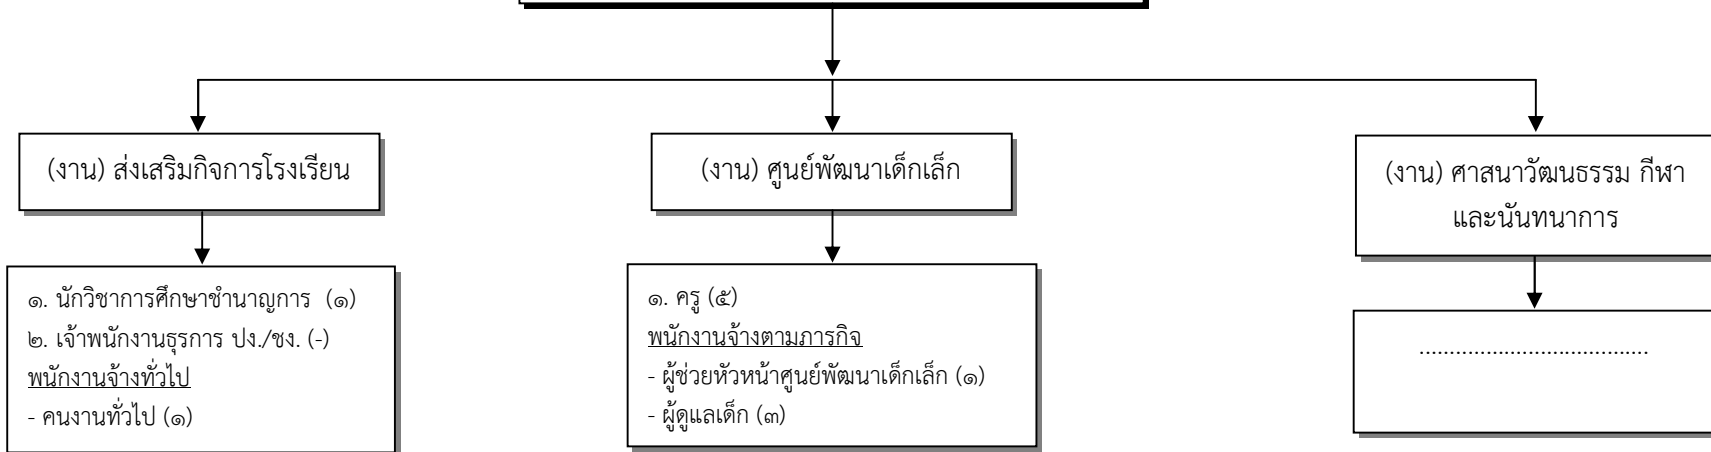 (งาน) ส่งเสริมกิจการโรงเรียน
๑. นักวิชาการศึกษาชำนาญการ (๑)
๒. เจ้าพนักงานธุรการ ปง./ชง. (-)
พนักงานจ้างทั่วไป
- คนงานทั่วไป (๑)
(งาน) ศูนย์พัฒนาเด็กเล็ก
๑. ครู (๕)
พนักงานจ้างตามภารกิจ
- ผู้ช่วยหัวหน้าศูนย์พัฒนาเด็กเล็ก (๑)
- ผู้ดูแลเด็ก (๓)
(งาน) ศาสนาวัฒนธรรม กีฬา
และนันทนาการ
......................................